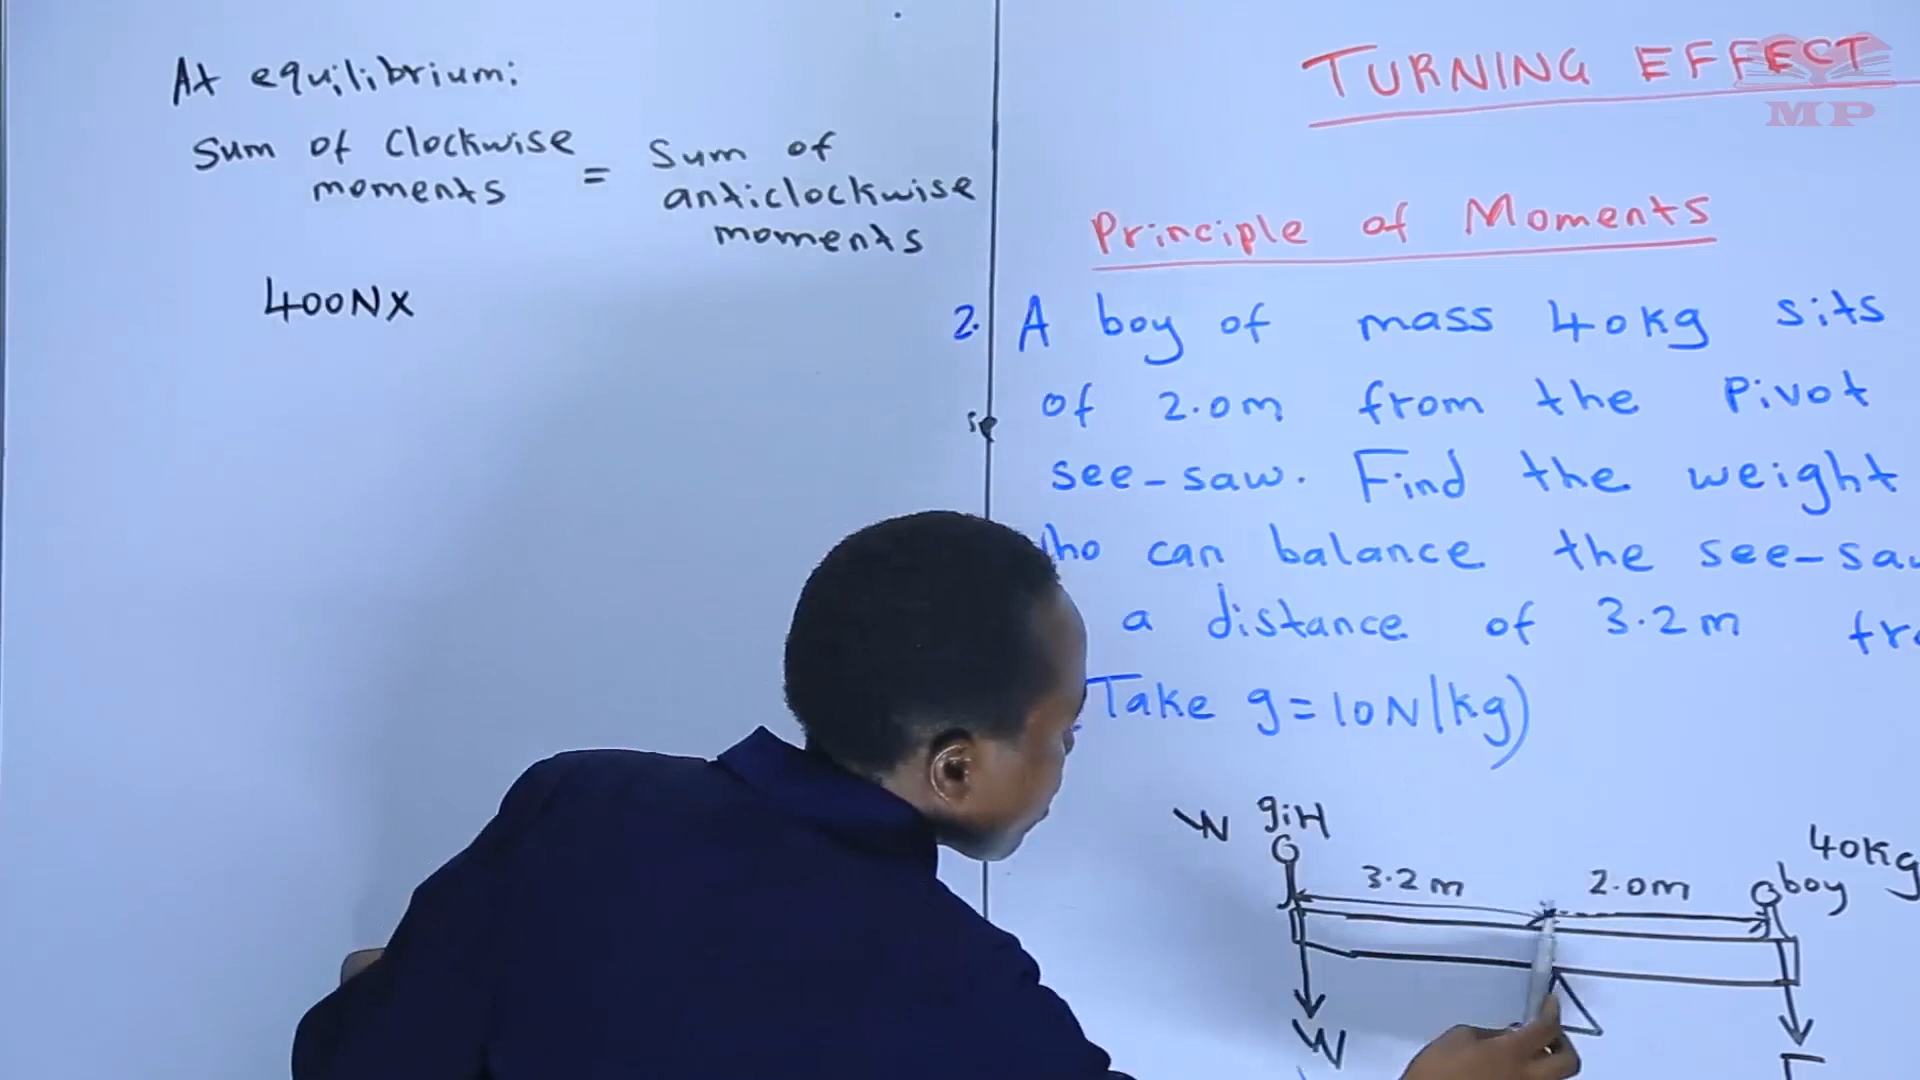 At equilibrium:
Sum of Clockwise moments = Sum of anticlockwise moments
400N X
TURNING EFFECT
MP
Principle of Moments
2. A boy of mass 40kg sits
of 2.0m from the pivot
see-saw. Find the weight
who can balance the see-saw
a distance of 3.2m
Take g=10N/kg)
W girl
40kg
3.2m 2.0m boy
W